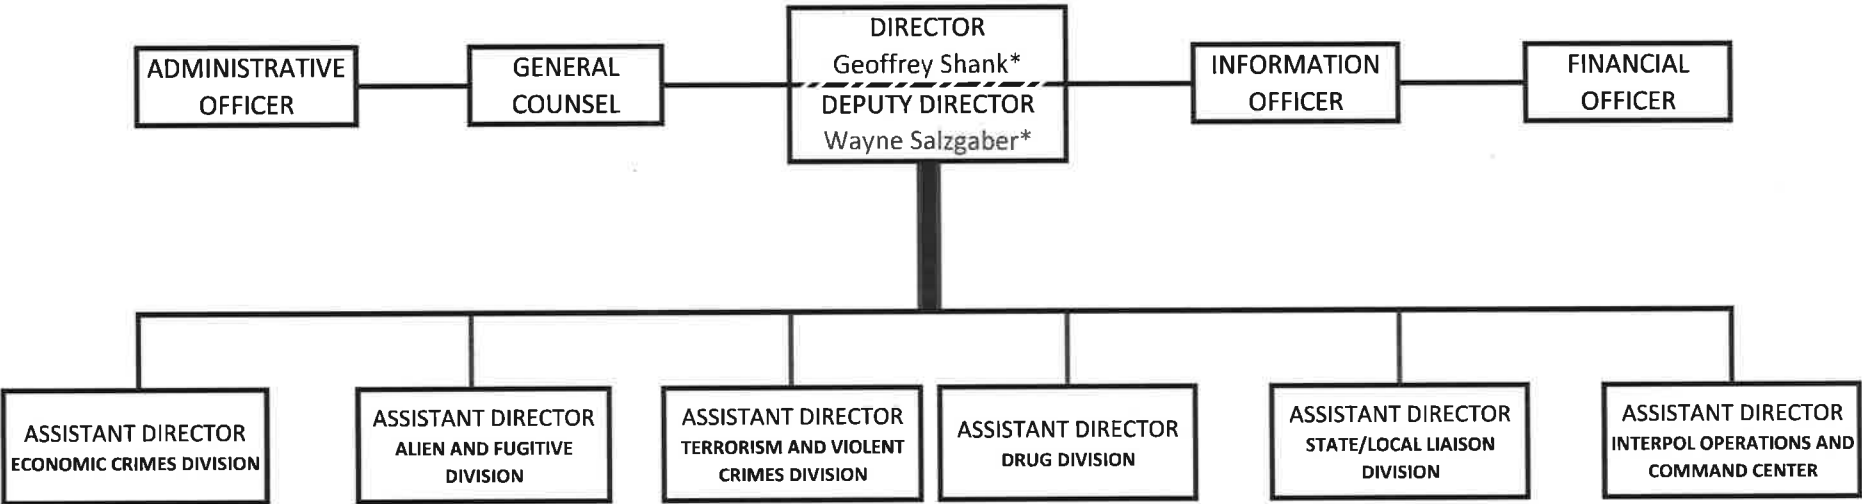 ADMINISTRATIVE
OFFICER
GENERAL
COUNSEL
DIRECTOR
Geoffrey Shank*
DEPUTY DIRECTOR
Wayne Salzgaber*
INFORMATION
OFFICER
FINANCIAL
OFFICER
ASSISTANT DIRECTOR
ECONOMIC CRIMES DIVISION
ASSISTANT DIRECTOR
ALIEN AND FUGITIVE
DIVISION
ASSISTANT DIRECTOR
TERRORISM AND VIOLENT
CRIMES DIVISION
ASSISTANT DIRECTOR
DRUG DIVISION
ASSISTANT DIRECTOR
STATE/LOCAL LIAISON
DIVISION
ASSISTANT DIRECTOR
INTERPOL OPERATIONS AND
COMMAND CENTER